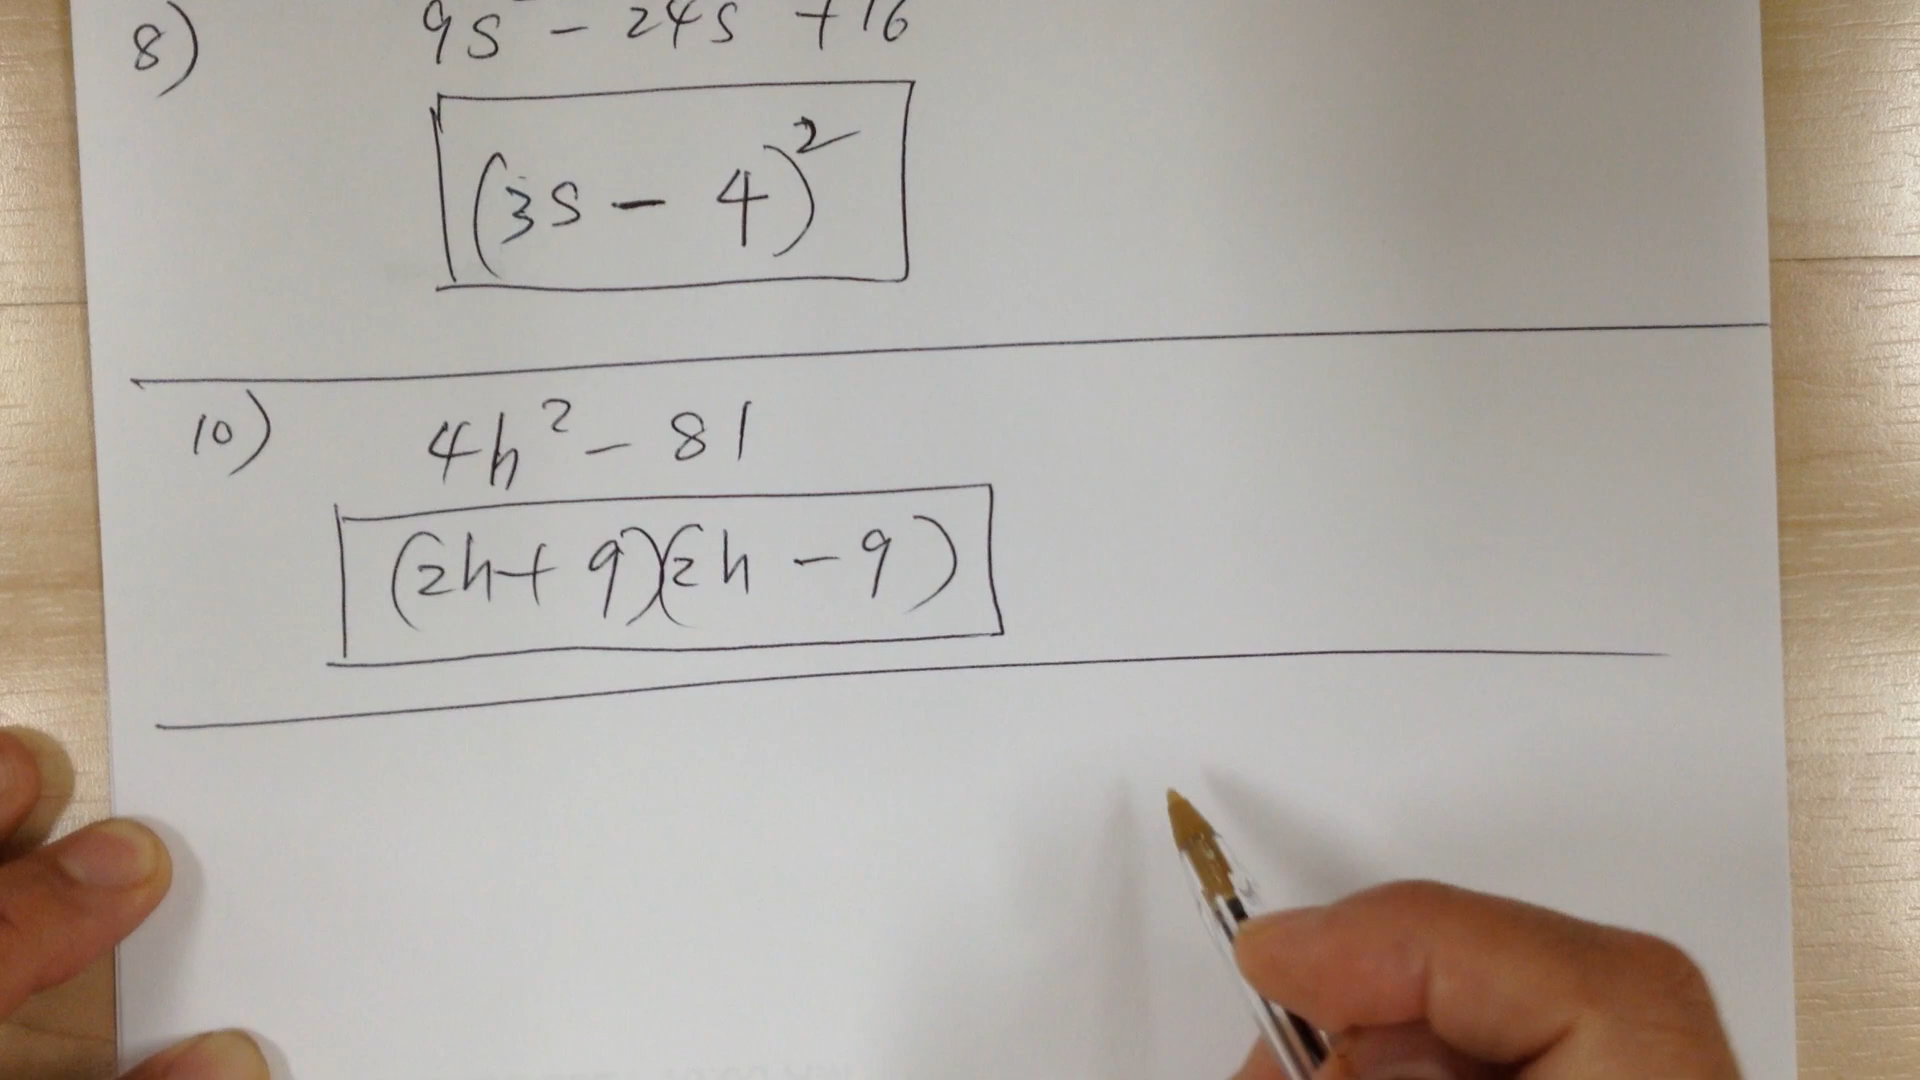 8) 9s² - 24s + 16
(3s - 4)²
10) 4h² - 81
(2h + 9)(2h - 9)